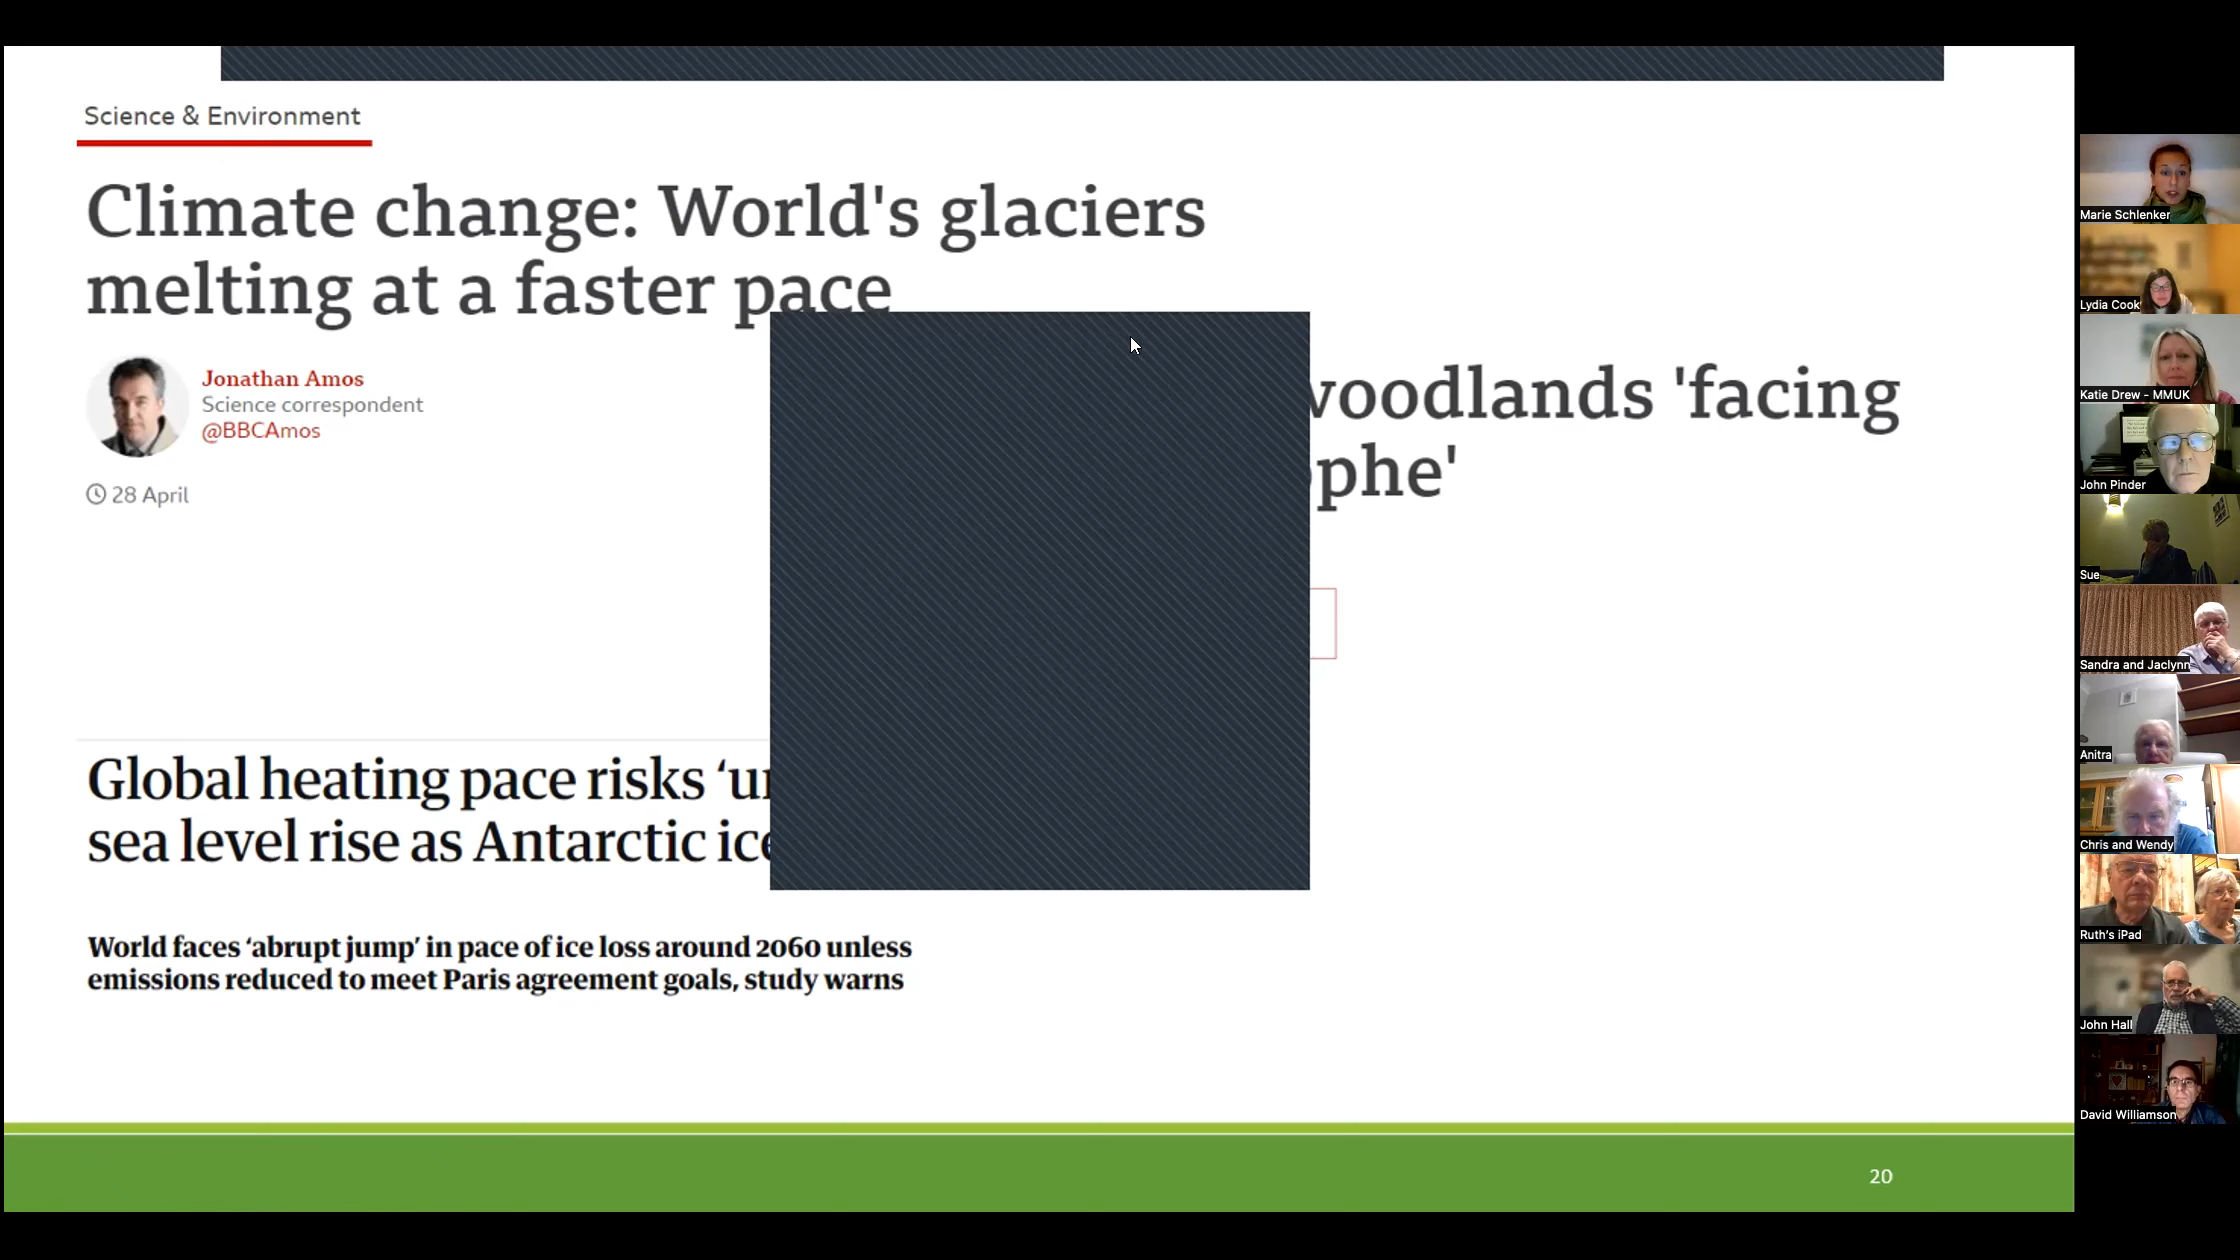 Science & Environment
Climate change: World's glaciers
melting at a faster pace
Jonathan Amos
Science correspondent
@BBCAmos
28 April
woodlands 'facing
phe'
Global heating pace risks
sea level rise as Antarctic ice
World faces ‘abrupt jump’ in pace of ice loss around 2060 unless
emissions reduced to meet Paris agreement goals, study warns
20
Marie Schlenker
Lydia Cook
Katie Drew - MMUK
John Pinder
Sue
Sandra and Jaclynn
Anitra
Chris and Wendy
Ruth's iPad
John Hall
David Williamson